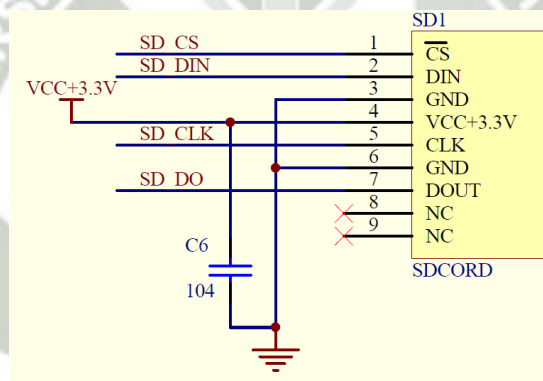 SD1
SD CS 1 CS
SD DIN 2 DIN
VCC+3.3V 3 GND
4 VCC+3.3V
SD CLK 5 CLK
6 GND
SD DO 7 DOUT
8 NC
9 NC
C6
SDCORD
104